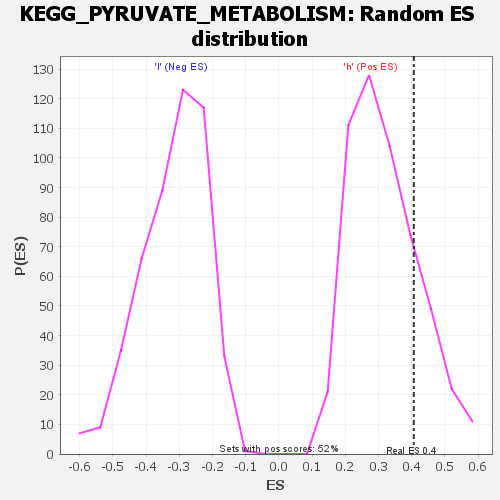 KEGG_PYRUVATE_METABOLISM: Random ES
distribution
'l' (Neg ES)
'h' (Pos ES)
130
120
110
100
90
80
70
60
50
40
30
20
10
0
P(ES)
Sets with pos scores: 52%
Real ES 0.4
-0.6 -0.5 -0.4 -0.3 -0.2 -0.1 0.0 0.1 0.2 0.3 0.4 0.5 0.6
ES